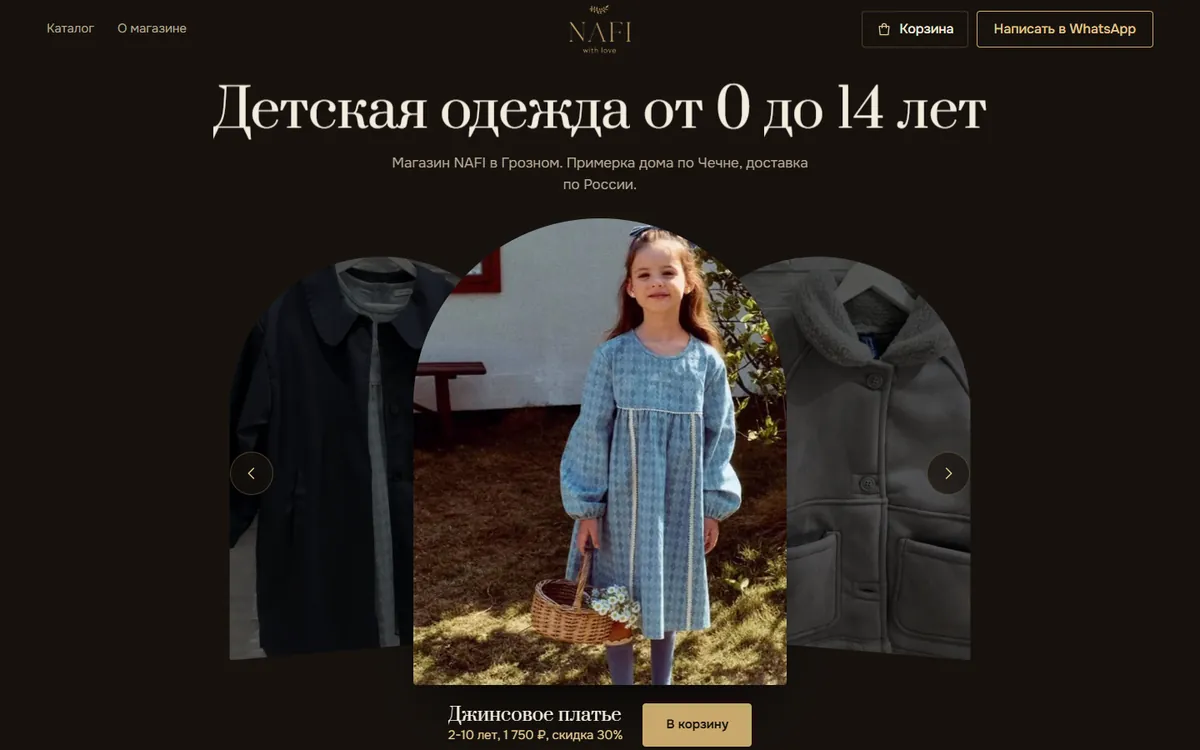 Каталог
О магазине
NAFI
with love
Корзина
Написать в WhatsApp
Детская одежда от 0 до 14 лет
Магазин NAFI в Грозном. Примерка дома по Чечне, доставка
по России.
Джинсовое платье
2-10 лет, 1 750 ₽, скидка 30%
В корзину